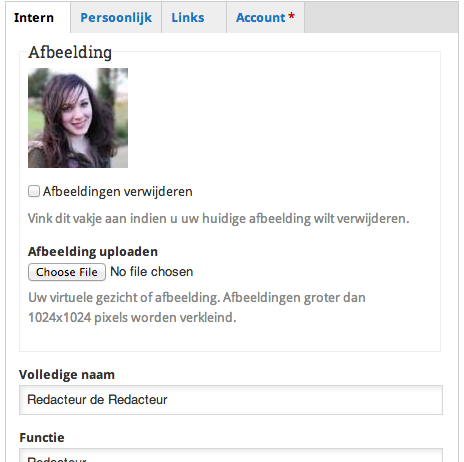 Intern Persoonlijk Links Account *
Afbeelding
Afbeeldingen verwijderen
Vink dit vakje aan indien u uw huidige afbeelding wilt verwijderen.
Afbeelding uploaden
Choose File No file chosen
Uw virtuele gezicht of afbeelding. Afbeeldingen groter dan
1024x1024 pixels worden verkleind.
Volledige naam
Redacteur de Redacteur
Functie
Redacteur